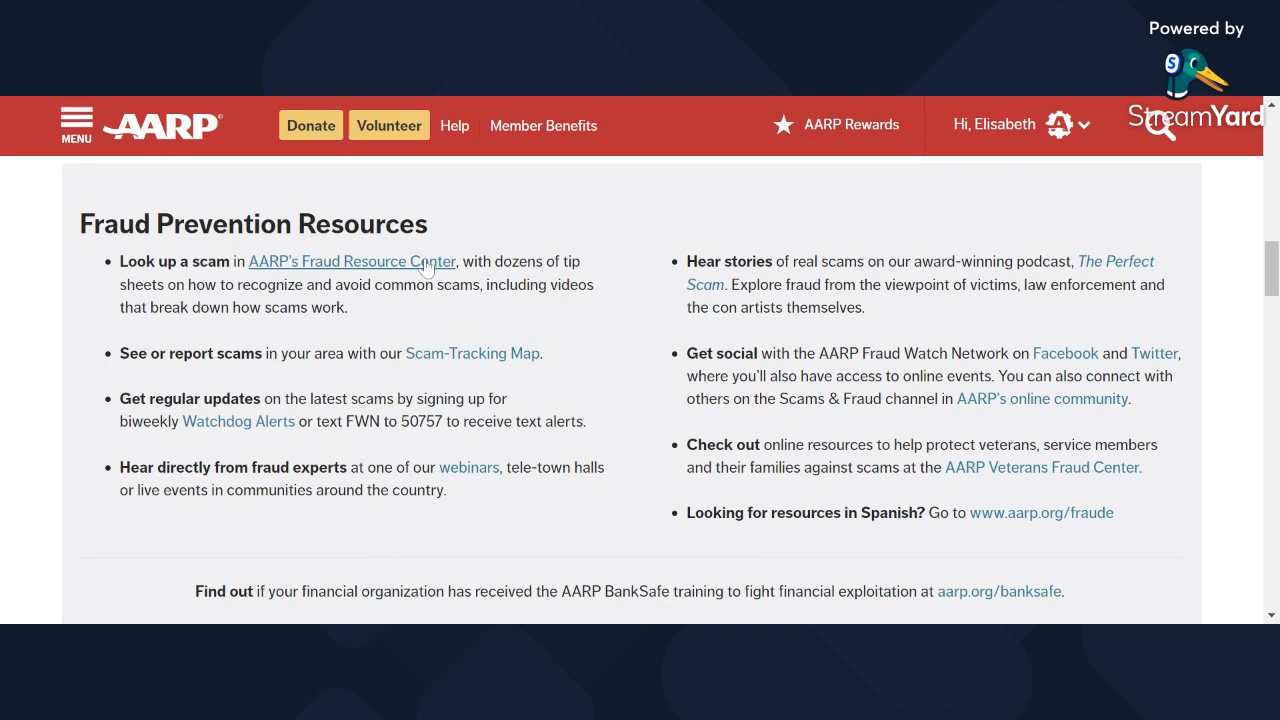 Powered by
StreamYard
MENU
AARP
Donate
Volunteer
Help
Member Benefits
AARP Rewards
Hi, Elisabeth
Fraud Prevention Resources
• Look up a scam in AARP's Fraud Resource Center, with dozens of tip
sheets on how to recognize and avoid common scams, including videos
that break down how scams work.
• See or report scams in your area with our Scam-Tracking Map.
• Get regular updates on the latest scams by signing up for
biweekly Watchdog Alerts or text FWN to 50757 to receive text alerts.
• Hear directly from fraud experts at one of our webinars, tele-town halls
or live events in communities around the country.
• Hear stories of real scams on our award-winning podcast, The Perfect
Scam. Explore fraud from the viewpoint of victims, law enforcement and
the con artists themselves.
• Get social with the AARP Fraud Watch Network on Facebook and Twitter,
where you'll also have access to online events. You can also connect with
others on the Scams & Fraud channel in AARP's online community.
• Check out online resources to help protect veterans, service members
and their families against scams at the AARP Veterans Fraud Center.
• Looking for resources in Spanish? Go to www.aarp.org/fraude
Find out if your financial organization has received the AARP BankSafe training to fight financial exploitation at aarp.org/banksafe.